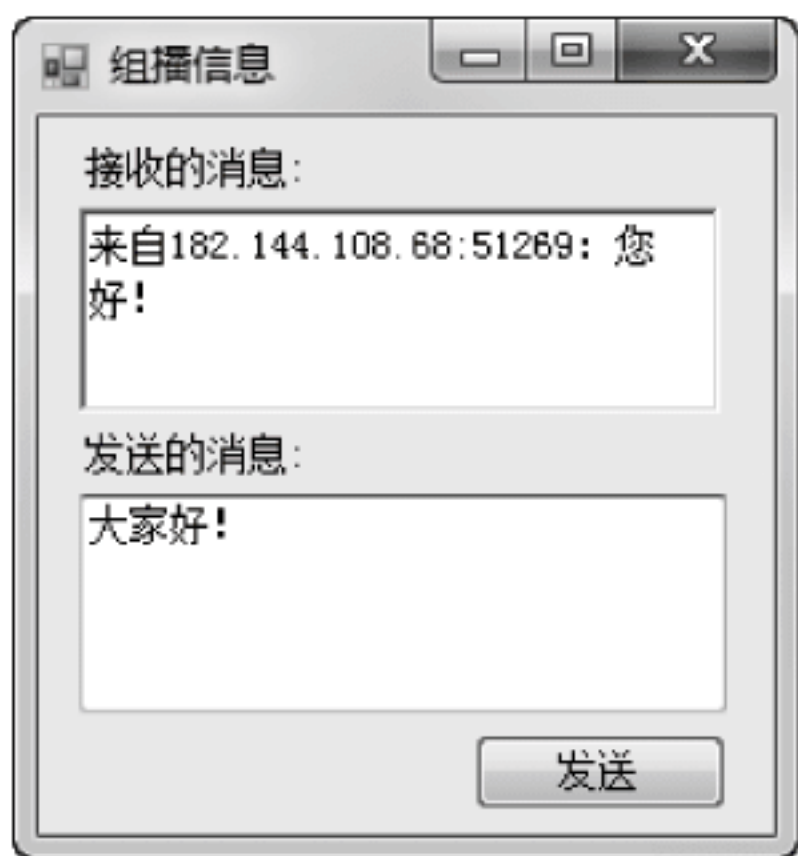 组播信息
接收的消息:
来自182.144.108.68:51269：您
好！
发送的消息:
大家好！
发送